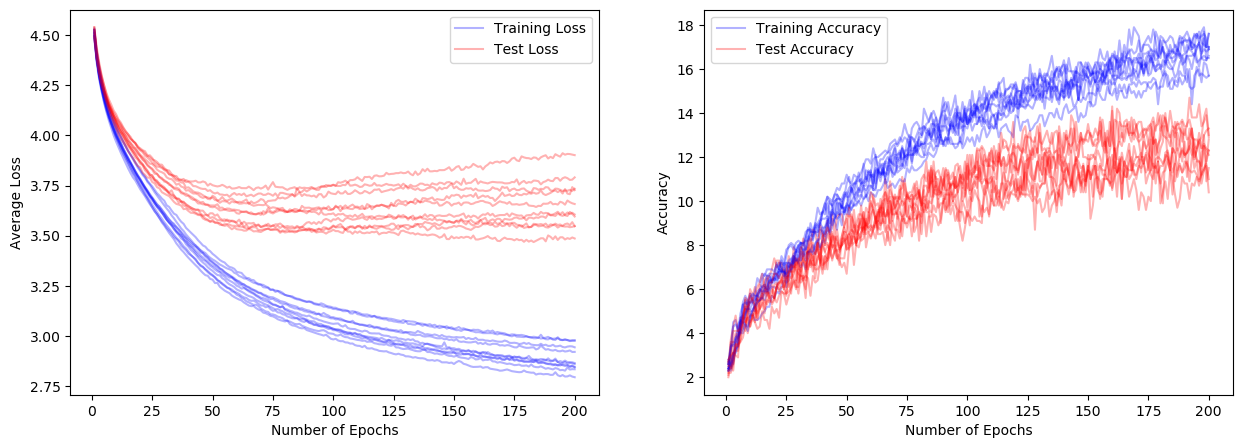 Training Loss
Test Loss
4.50
4.25
4.00
3.75
3.50
3.25
3.00
2.75
Average Loss
0 25 50 75 100 125 150 175 200
Number of Epochs
Training Accuracy
Test Accuracy
18
16
14
12
10
8
6
4
2
Accuracy
0 25 50 75 100 125 150 175 200
Number of Epochs